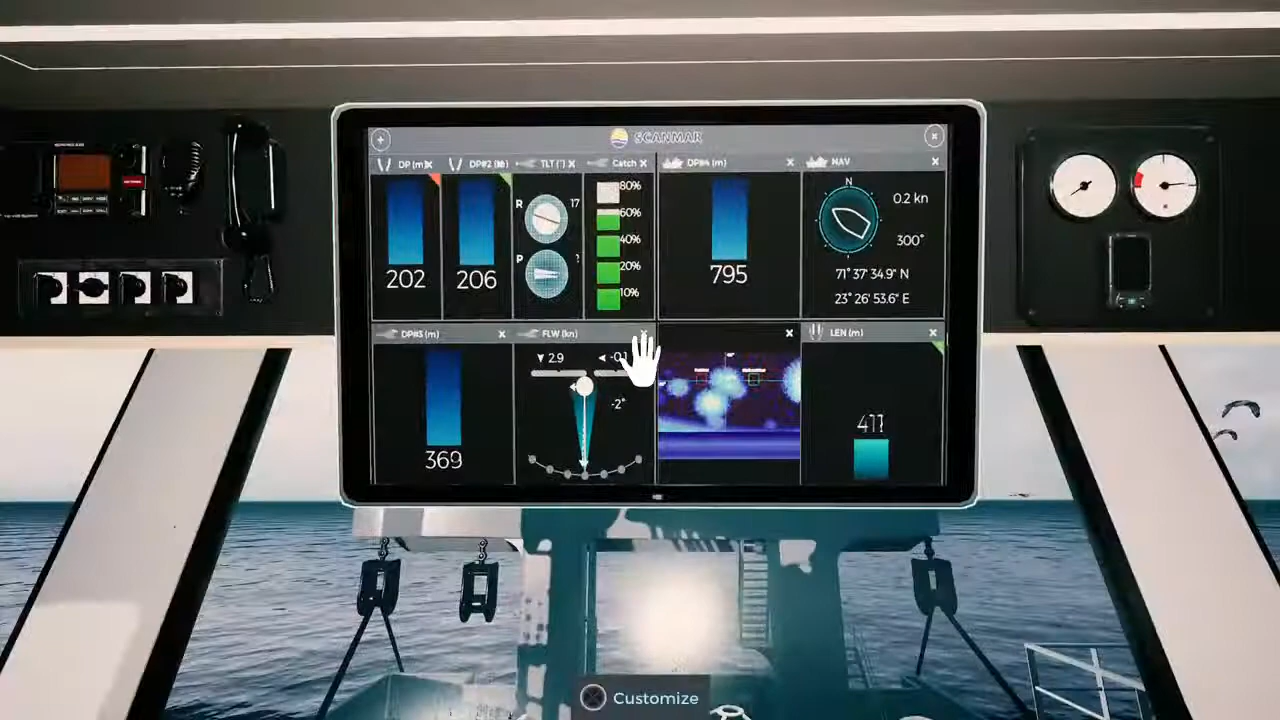 SCANMAR
DP (m)
DP#2 (m)
TLT (°)
Catch
DP#4 (m)
NAV
202
206
R
17
P
80%
60%
40%
20%
10%
795
N
0.2 kn
300°
71° 37' 34.9" N
23° 26' 53.6" E
DP#3 (m)
FLW (kn)
LEN (m)
369
2.9
-2°
411
Customize